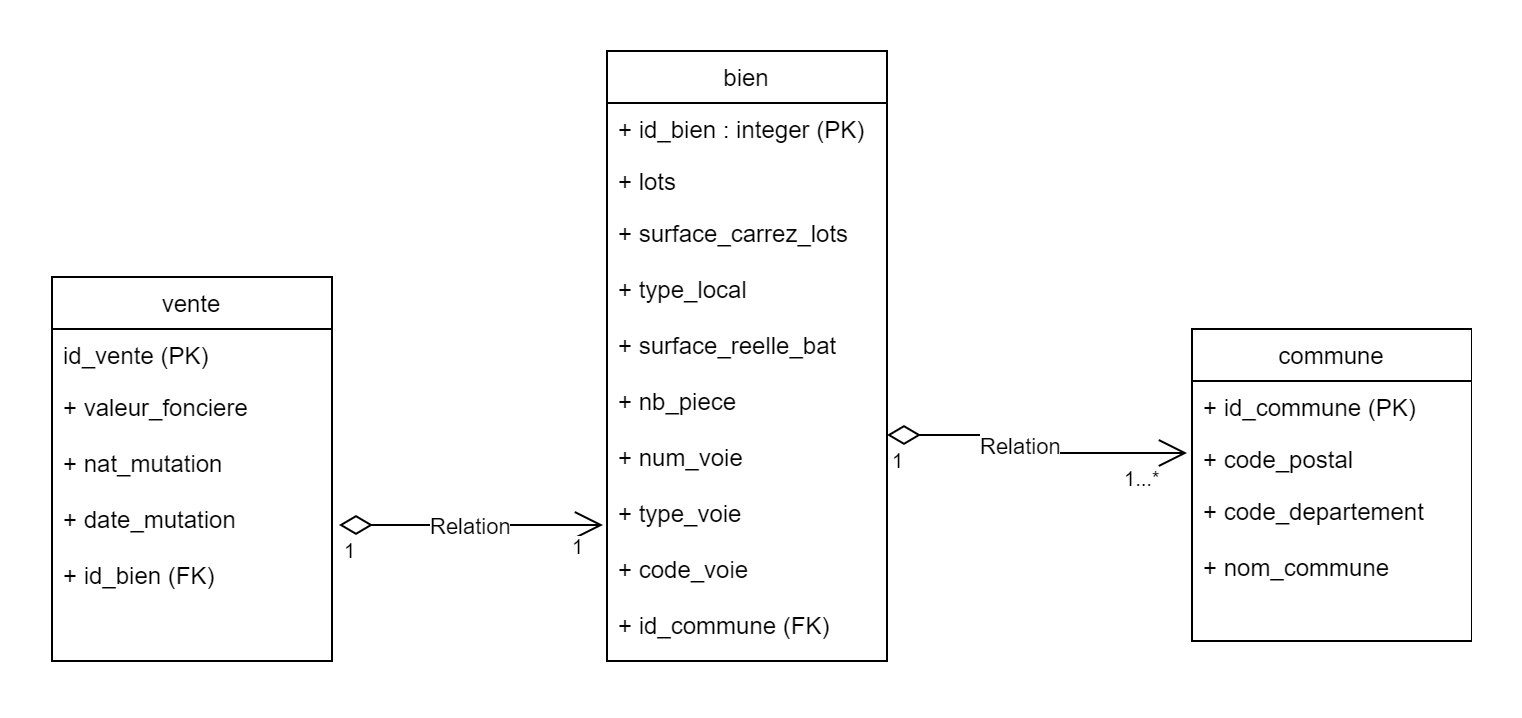 vente
id_vente (PK)
+ valeur_fonciere
+ nat_mutation
+ date_mutation
+ id_bien (FK)
1
Relation
1
bien
+ id_bien : integer (PK)
+ lots
+ surface_carrez_lots
+ type_local
+ surface_reelle_bat
+ nb_piece
+ num_voie
+ type_voie
+ code_voie
+ id_commune (FK)
1
Relation
1...*
commune
+ id_commune (PK)
+ code_postal
+ code_departement
+ nom_commune